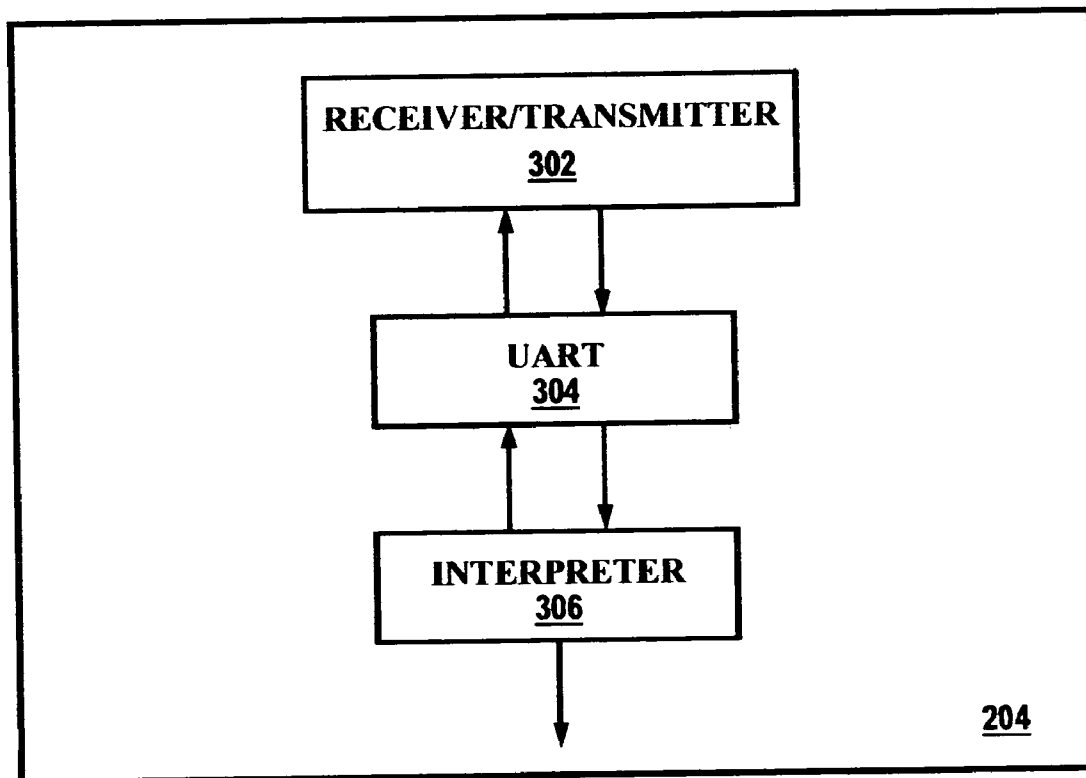 RECEIVER/TRANSMITTER
302
UART
304
INTERPRETER
306
204